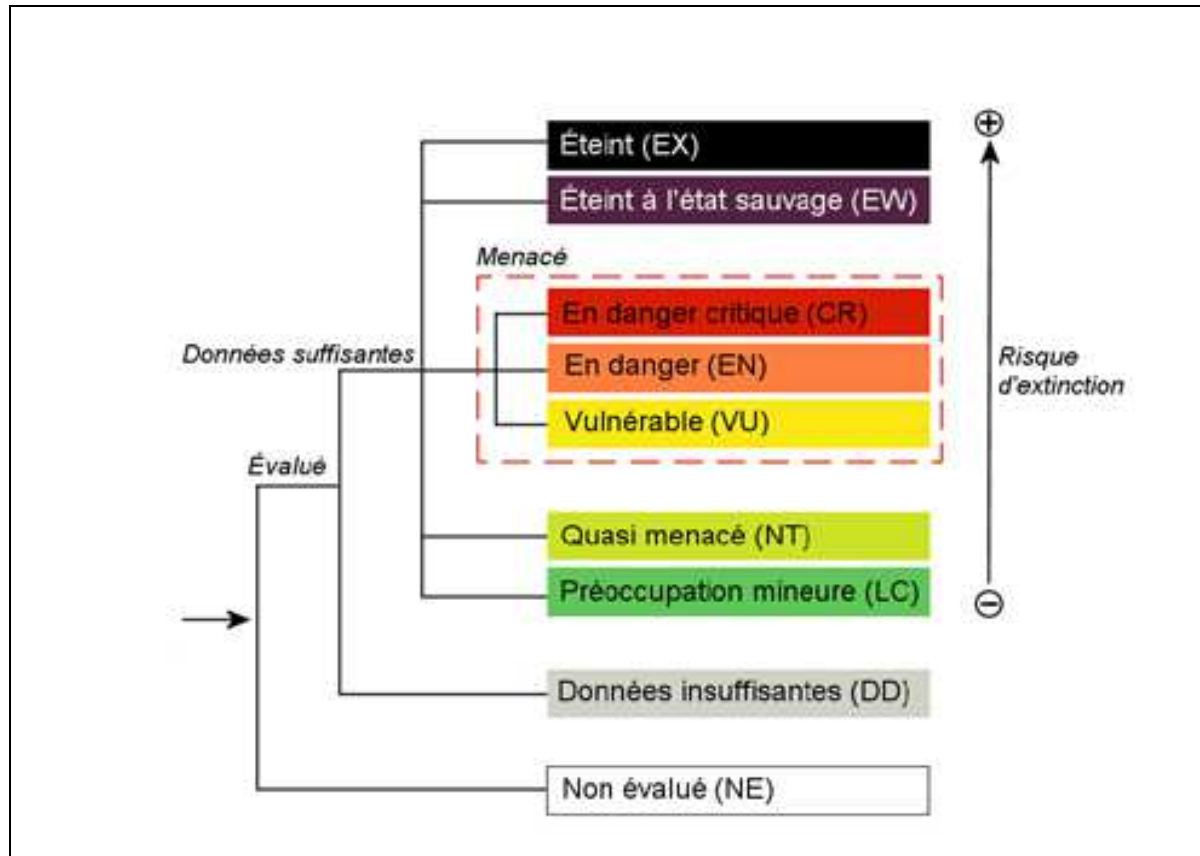 Éteint (EX)
Éteint à l'état sauvage (EW)
Menacé
En danger critique (CR)
Données suffisantes
En danger (EN)
Risque
d'extinction
Vulnérable (VU)
Évalué
Quasi menacé (NT)
Préoccupation mineure (LC)
Données insuffisantes (DD)
Non évalué (NE)